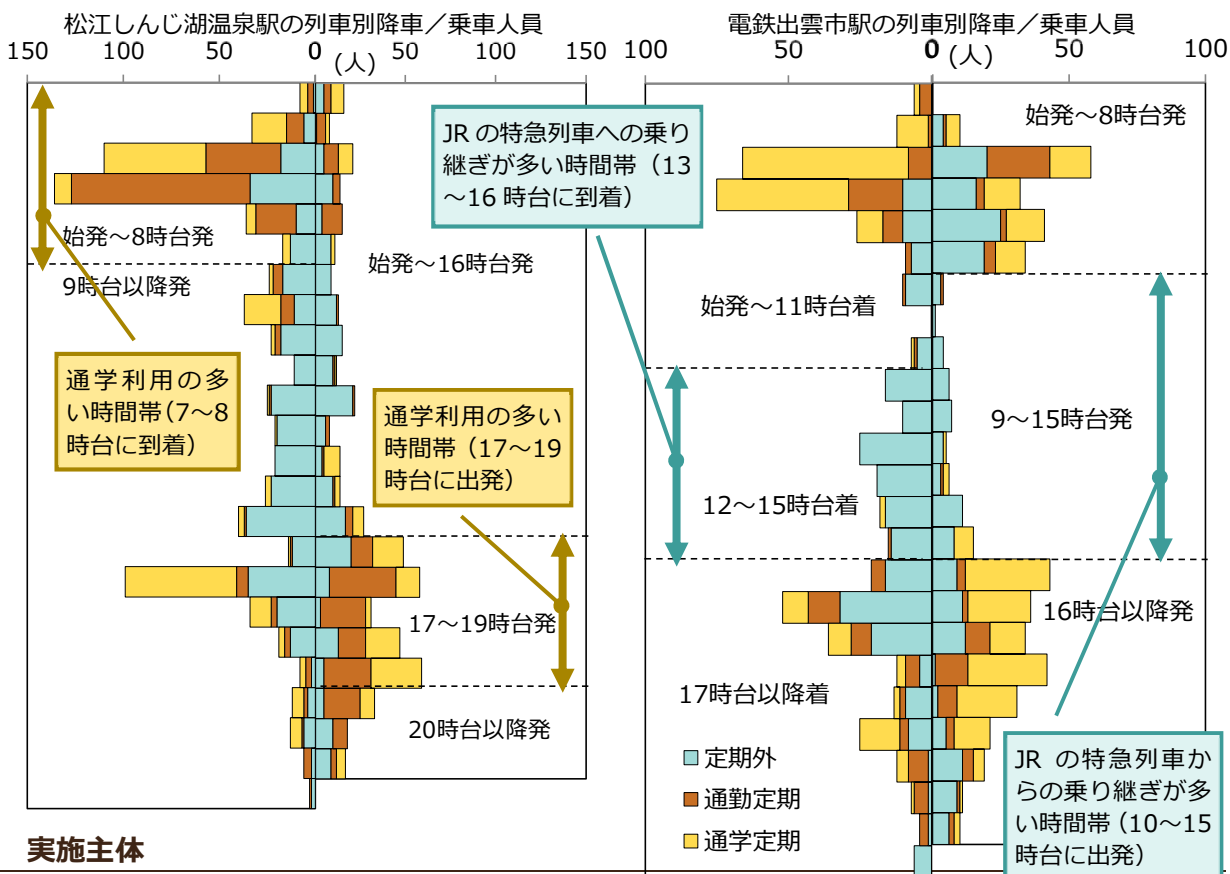 松江しんじ湖温泉駅の列車別降車／乗車人員
150 100 50 0 50 100 150
(人)
始発～8時台発
9時台以降発
始発～16時台発
通学利用の多
い時間帯（7～8
時台に到着）
通学利用の多い
時間帯（17～19
時台に出発）
17～19時台発
20時台以降発
電鉄出雲市駅の列車別降車／乗車人員
100 50 0 50 100
(人)
JRの特急列車への乗り
継ぎが多い時間帯（13
～16時台に到着）
始発～8時台発
始発～11時台着
9～15時台発
12～15時台着
16時台以降発
17時台以降着
定期外
通勤定期
通学定期
JR の特急列車か
らの乗り継ぎが多
い時間帯（10～15
時台に出発）
実施主体